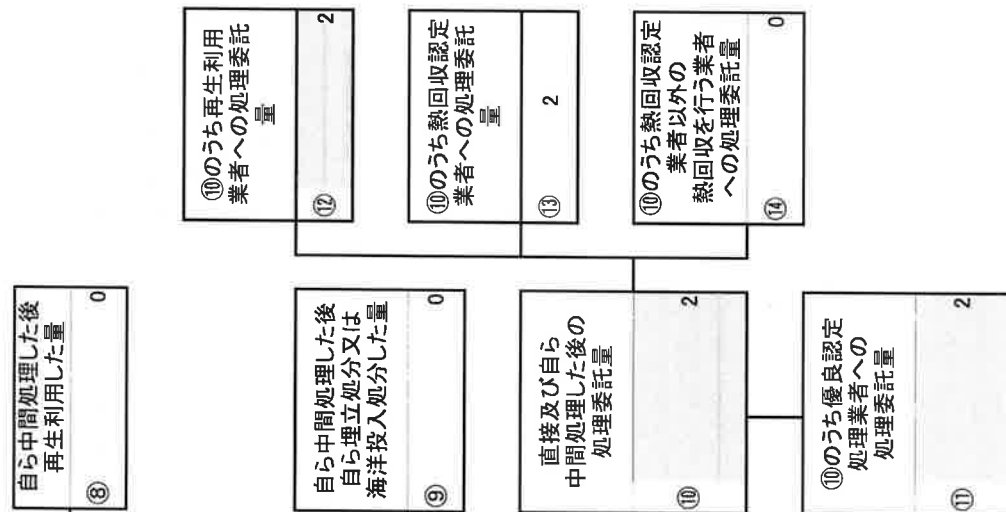 自ら中間処理した後
再生利用した量
⑧ 0
自ら中間処理した後
自ら埋立処分又は
海洋投入処分した量
⑨ 0
直接及び自ら
中間処理した後の
処理委託量
⑩ 2
⑩のうち優良認定
処理業者への
処理委託量
⑪ 2
⑩のうち再生利用
業者への処理委託
量
⑫ 2
⑩のうち熱回収認定
業者への処理委託
量
⑬ 2
⑩のうち熱回収認定
業者以外の
熱回収を行う業者
への処理委託量
⑭ 0